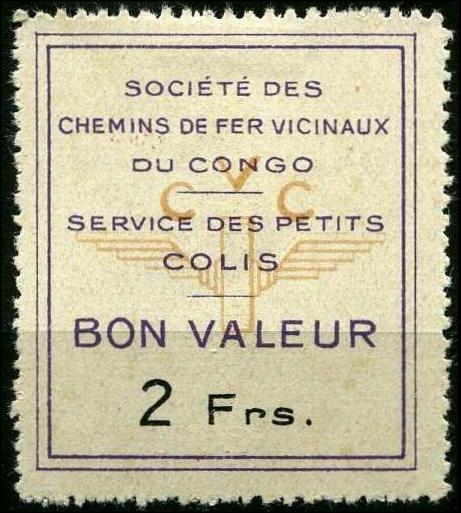 SOCIÉTÉ DES
CHEMINS DE FER VICINAUX
DU CONGO
C V C
SERVICE DES PETITS
COLIS
BON VALEUR
2 Frs.